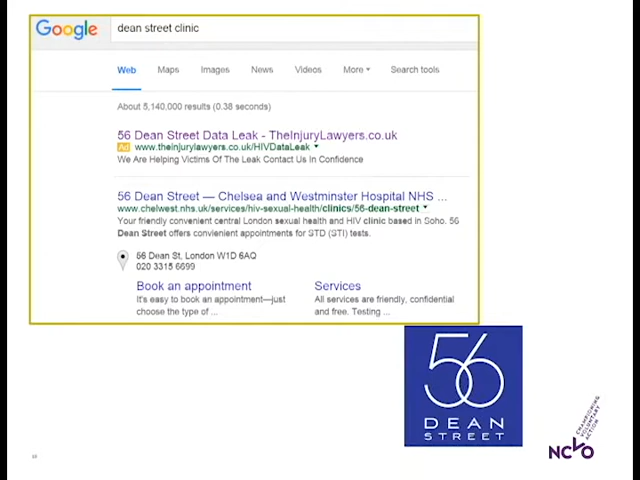 Google
dean street clinic
Web Maps Images News Videos More Search tools
About 5,140,000 results (0.38 seconds)
56 Dean Street Data Leak - TheInjuryLawyers.co.uk
Ad www.theinjurylawyers.co.uk/HIVDataLeak
We Are Helping Victims Of The Leak Contact Us In Confidence
56 Dean Street — Chelsea and Westminster Hospital NHS ...
www.chelwest.nhs.uk/services/hiv-sexual-health/clinics/56-dean-street
Your friendly convenient central London sexual health and HIV clinic based in Soho. 56
Dean Street offers convenient appointments for STD (STI) tests.
56 Dean St, London W1D 6AQ
020 3315 6699
Book an appointment
It's easy to book an appointment—just
choose the type of ...
Services
All services are friendly, confidential
and free. Testing ...
56
DEAN
STREET
CHAMPIONING
VOLUNTARY
ACTION
NCVO